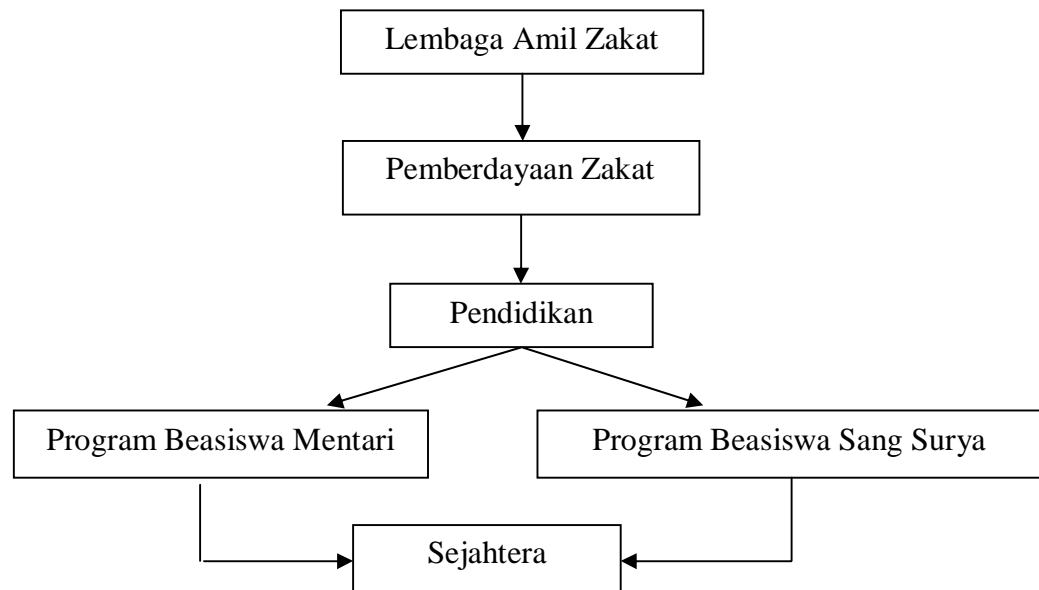 Lembaga Amil Zakat
Pemberdayaan Zakat
Pendidikan
Program Beasiswa Mentari
Program Beasiswa Sang Surya
Sejahtera